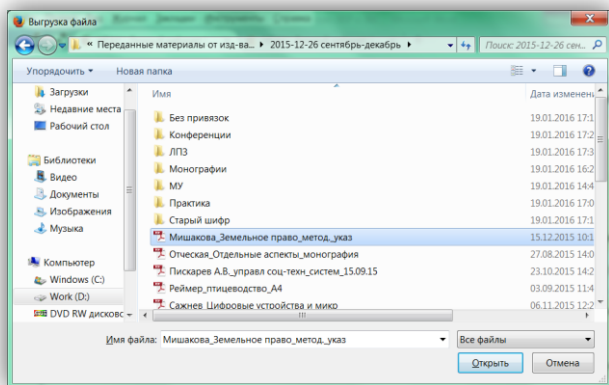 Выгрузка файла
« Переданные материалы от изд-ва... ▸ 2015-12-26 сентябрь-декабрь ▸
Поиск: 2015-12-26 сен...
Упорядочить ▾ Новая папка
Загрузки
Недавние места
Рабочий стол
Библиотеки
Видео
Документы
Изображения
Музыка
Компьютер
Windows (C:)
Work (D:)
DVD RW дисковс
Имя Дата изменени
Без привязок 19.01.2016 17:1
Конференции 19.01.2016 17:2
ЛПЗ 19.01.2016 17:3
Монографии 19.01.2016 16:2
МУ 19.01.2016 14:4
Практика 19.01.2016 17:0
Старый шифр 19.01.2016 17:1
Мишакова_Земельное право_метод._указ 15.12.2015 10:1
Отческая_Отдельные аспекты_монография 27.08.2015 14:0
Пискарев А.В._управл соц-техн_систем_15.09.15 23.10.2015 14:2
Реймер_птицеводство_А4 03.09.2015 11:4
Сажнев Цифровые устройства и микр 06.11.2015 12:2
Имя файла: Мишакова_Земельное право_метод._указ
Все файлы
Открыть Отмена